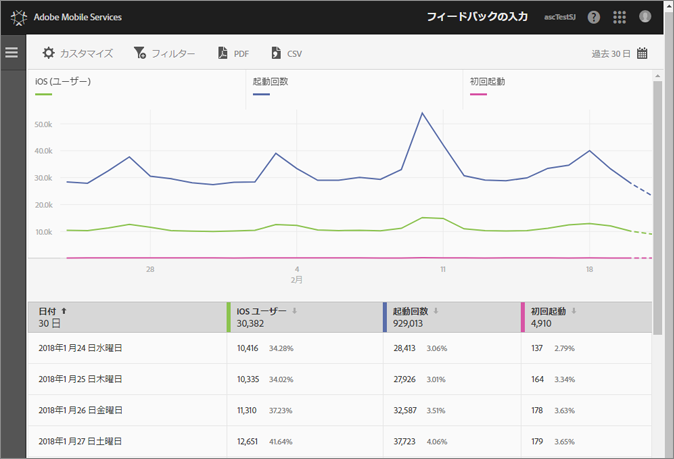 Adobe Mobile Services
フィードバックの入力
ascTestSJ
?
カスタマイズ
フィルター
PDF
CSV
過去 30 日
iOS (ユーザー)
起動回数
初回起動
50.0k
40.0k
30.0k
20.0k
10.0k
28
4
11
18
2月
日付 ↑
iOS ユーザー ↓
起動回数 ↓
初回起動 ↓
30 日
30,382
929,013
4,910
2018年1月 24 日水曜日
10,416 34.28%
28,413 3.06%
137 2.79%
2018年1月 25 日木曜日
10,335 34.02%
27,926 3.01%
164 3.34%
2018年1月 26 日金曜日
11,310 37.23%
32,587 3.51%
178 3.63%
2018年1月 27 日土曜日
12,651 41.64%
37,723 4.06%
179 3.65%